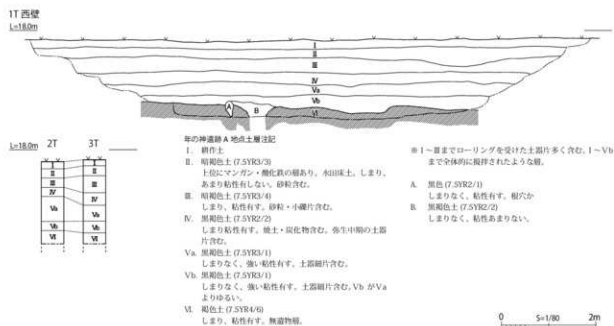 1T 西壁
L=18.0m
I
II
III
IV
Va
Vb
VI
A
B
L=18.0m 2T 3T
I
II
III
IV
Va
Vb
VI
年の神遺跡 A 地点土層注記
I. 耕作土
II. 暗褐色土 (7.5YR3/3)
上位にマンガン・酸化鉄の層あり、水田床土。しまり、
あまり粘性有しない。砂粒含む。
III. 暗褐色土 (7.5YR3/4)
しまり、粘性有す。砂粒・小礫片含む。
IV. 黒褐色土 (7.5YR2/2)
しまり粘性有す。焼土・炭化物含む。弥生中期の土器
片含む。
Va. 黒褐色土 (7.5YR3/1)
しまりなく、強い粘性有す。土器細片含む。
Vb. 黒褐色土 (7.5YR3/1)
しまりなく、強い粘性有す。土器細片含む。Vb が Va
よりゆるい。
VI. 褐色土 (7.5YR4/6)
しまり、粘性有す。無遺物層。
※ I～IIIまでローリングを受けた土器片多く含む。I～Vb
まで全体的に撹拌されたような層。
A. 黒色 (7.5YR2/1)
しまりなく、粘性有す。根穴か
B. 黒褐色土 (7.5YR2/2)
しまりなく、粘性あまりない。
0 S=1/80 2m